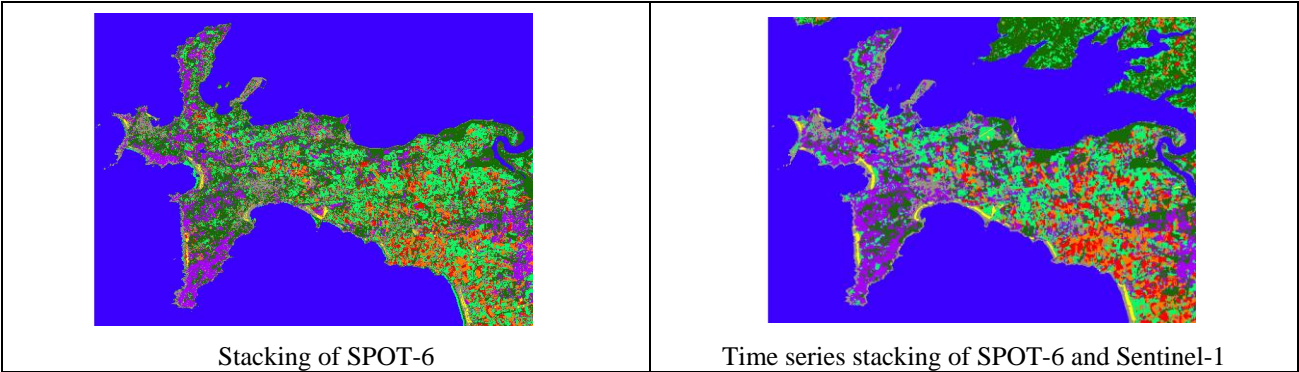 Stacking of SPOT-6
Time series stacking of SPOT-6 and Sentinel-1